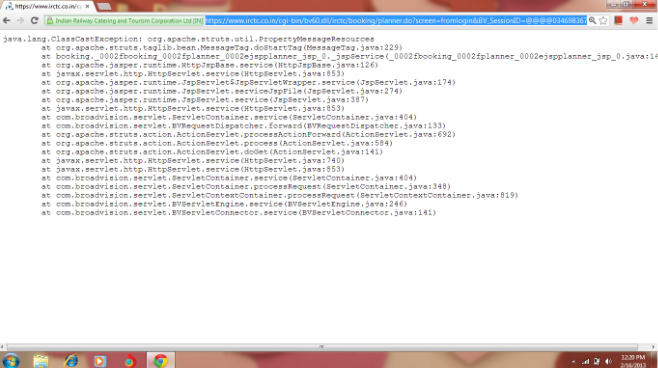 https://www.irctc.co.in/cg
Indian Railway Catering and Tourism Corporation Ltd [IN] https://www.irctc.co.in/cgi-bin/bv60.dll/irctc/booking/planner.do?screen=fromlogin&BV_SessionID=@@@@034688367
java.lang.ClassCastException: org.apache.struts.util.PropertyMessageResources
at org.apache.struts.taglib.bean.MessageTag.doStartTag(MessageTag.java:229)
at booking._0002fbooking_0002fplanner_0002ejspplanner_jsp_0._jspService(_0002fbooking_0002fplanner_0002ejspplanner_jsp_0.java:14
at org.apache.jasper.runtime.HttpJspBase.service(HttpJspBase.java:126)
at javax.servlet.http.HttpServlet.service(HttpServlet.java:853)
at org.apache.jasper.runtime.JspServlet$JspServletWrapper.service(JspServlet.java:174)
at org.apache.jasper.runtime.JspServlet.serviceJspFile(JspServlet.java:274)
at org.apache.jasper.runtime.JspServlet.service(JspServlet.java:387)
at javax.servlet.http.HttpServlet.service(HttpServlet.java:853)
at com.broadvision.servlet.ServletContainer.service(ServletContainer.java:404)
at com.broadvision.servlet.BVRequestDispatcher.forward(BVRequestDispatcher.java:133)
at org.apache.struts.action.ActionServlet.processActionForward(ActionServlet.java:692)
at org.apache.struts.action.ActionServlet.process(ActionServlet.java:584)
at org.apache.struts.action.ActionServlet.doGet(ActionServlet.java:141)
at javax.servlet.http.HttpServlet.service(HttpServlet.java:740)
at javax.servlet.http.HttpServlet.service(HttpServlet.java:853)
at com.broadvision.servlet.ServletContainer.service(ServletContainer.java:404)
at com.broadvision.servlet.ServletContainer.processRequest(ServletContainer.java:348)
at com.broadvision.servlet.ServletContextContainer.processRequest(ServletContextContainer.java:819)
at com.broadvision.servlet.BVServletEngine.service(BVServletEngine.java:246)
at com.broadvision.servlet.BVServletConnector.service(BVServletConnector.java:141)
12:20 PM
2/16/2013